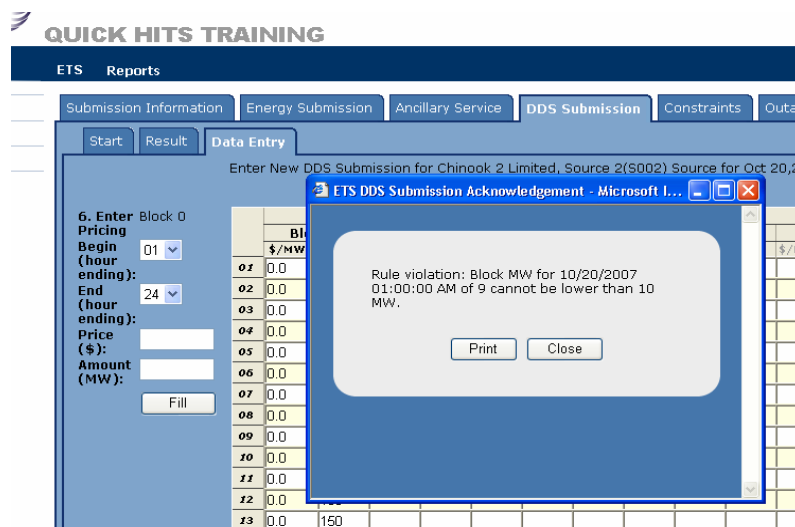 QUICK HITS TRAINING
ETS Reports
Submission Information Energy Submission Ancillary Service DDS Submission Constraints Outa
Start Result Data Entry
Enter New DDS Submission for Chinook 2 Limited, Source 2(S002) Source for Oct 20,2
ETS DDS Submission Acknowledgement - Microsoft I...
6. Enter Block 0
Pricing
Begin
(hour
ending):
01
End
(hour
ending):
24
Price
($):
Amount
(MW):
Fill
Blo
$/MW
$/
01 0.0
02 0.0
03 0.0
04 0.0
05 0.0
06 0.0
07 0.0
08 0.0
09 0.0
10 0.0
11 0.0
12 0.0
13 0.0 150
Rule violation: Block MW for 10/20/2007
01:00:00 AM of 9 cannot be lower than 10
MW.
Print Close